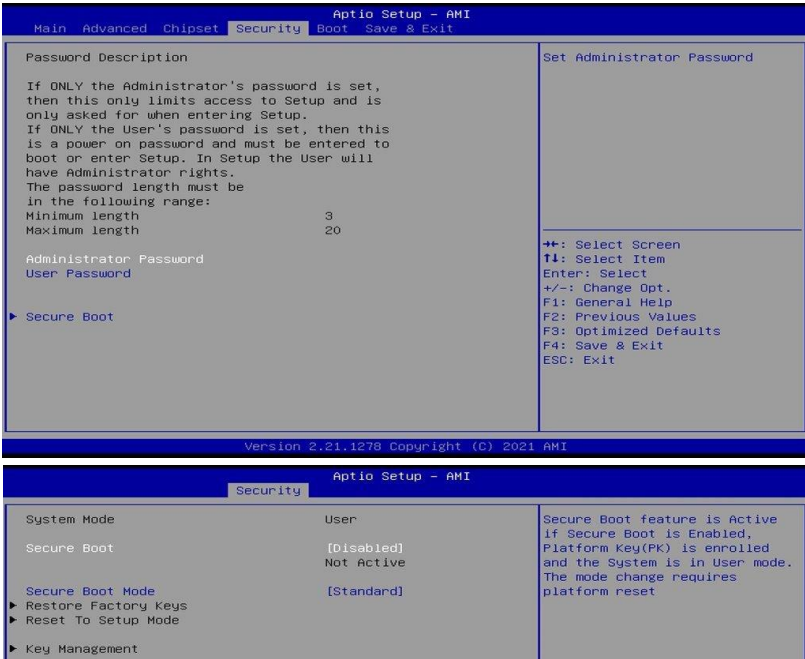 Aptio Setup – AMI
Main Advanced Chipset Security Boot Save & Exit
Password Description
If ONLY the Administrator's password is set,
then this only limits access to Setup and is
only asked for when entering Setup.
If ONLY the User's password is set, then this
is a power on password and must be entered to
boot or enter Setup. In Setup the User will
have Administrator rights.
The password length must be
in the following range:
Minimum length 3
Maximum length 20
Administrator Password
User Password
▶ Secure Boot
Set Administrator Password
→←: Select Screen
↑↓: Select Item
Enter: Select
+/-: Change Opt.
F1: General Help
F2: Previous Values
F3: Optimized Defaults
F4: Save & Exit
ESC: Exit
Version 2.21.1278 Copyright (C) 2021 AMI
Aptio Setup – AMI
Security
System Mode User
Secure Boot [Disabled]
Not Active
Secure Boot Mode [Standard]
▶ Restore Factory Keys
▶ Reset To Setup Mode
▶ Key Management
Secure Boot feature is Active
if Secure Boot is Enabled,
Platform Key(PK) is enrolled
and the System is in User mode.
The mode change requires
platform reset